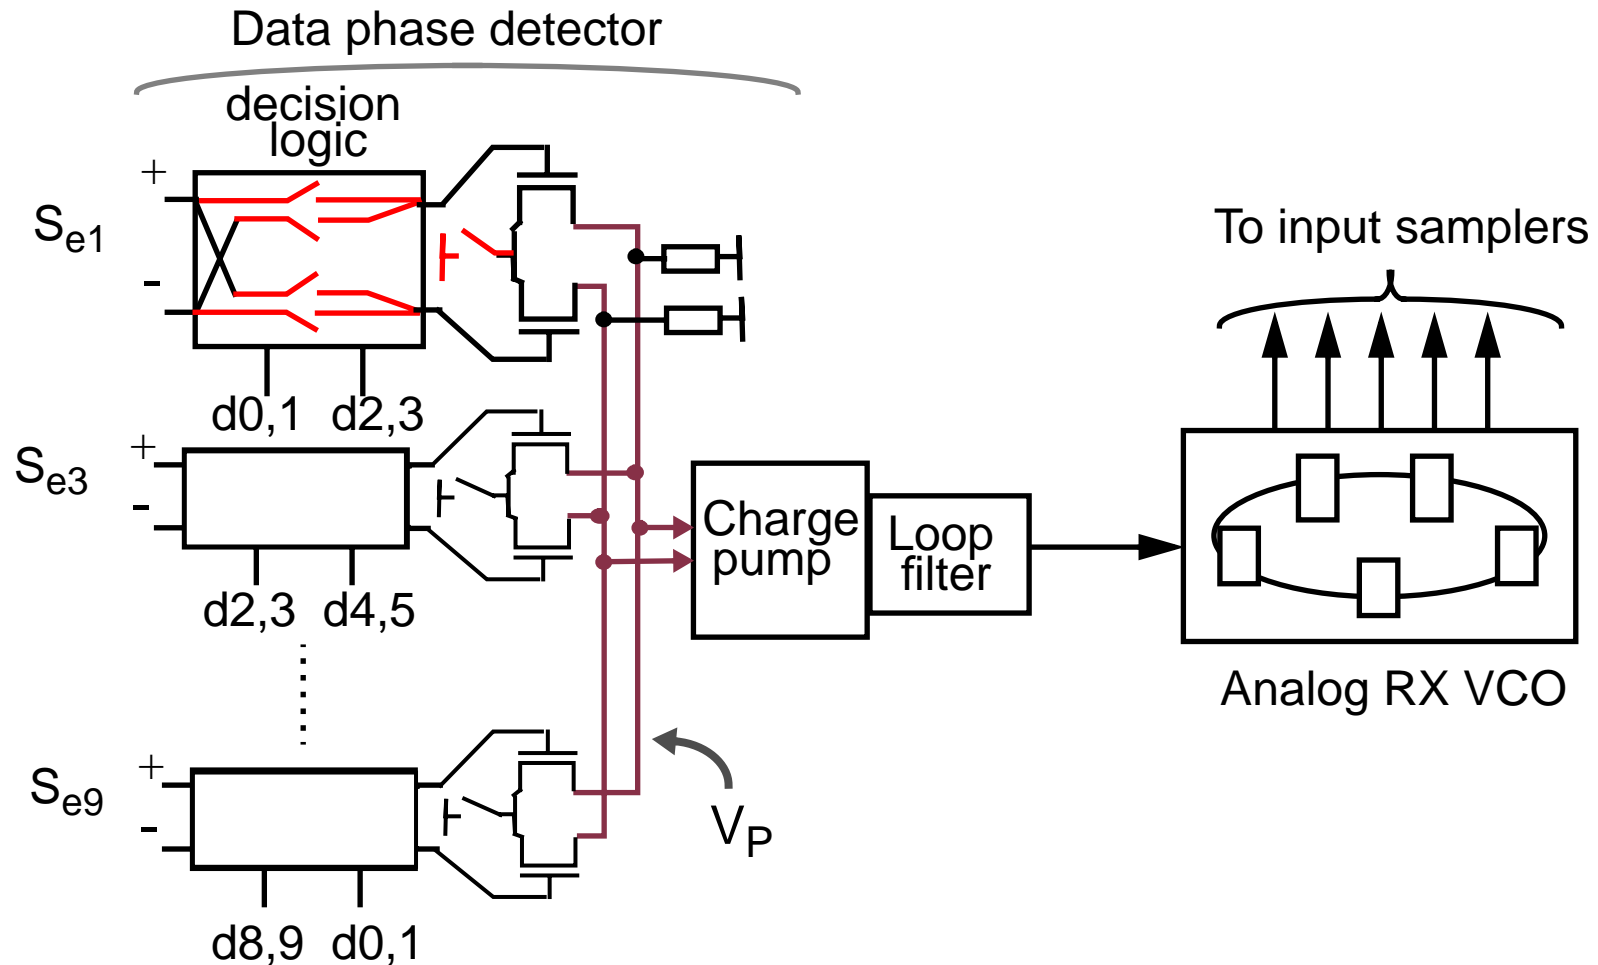 Data phase detector
decision
logic
+
Se1
-
d0,1 d2,3
+
Se3
-
d2,3 d4,5
+
Se9
-
d8,9 d0,1
VP
Charge
pump
Loop
filter
To input samplers
Analog RX VCO